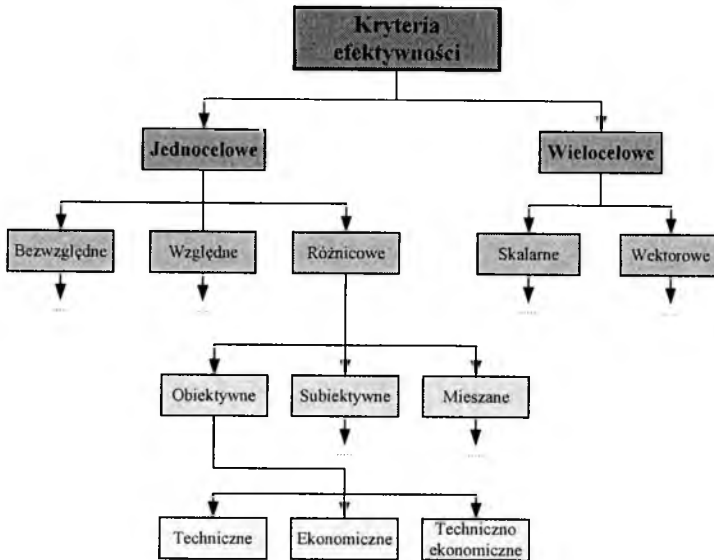 Kryteria
efektywności
Jednocelowe
Wielocelowe
Bezwzględne
Względne
Różnicowe
Skalarne
Wektorowe
.....
.....
.....
.....
Obiektywne
Subiektywne
Mieszane
.....
.....
Techniczne
Ekonomiczne
Techniczno
ekonomiczne